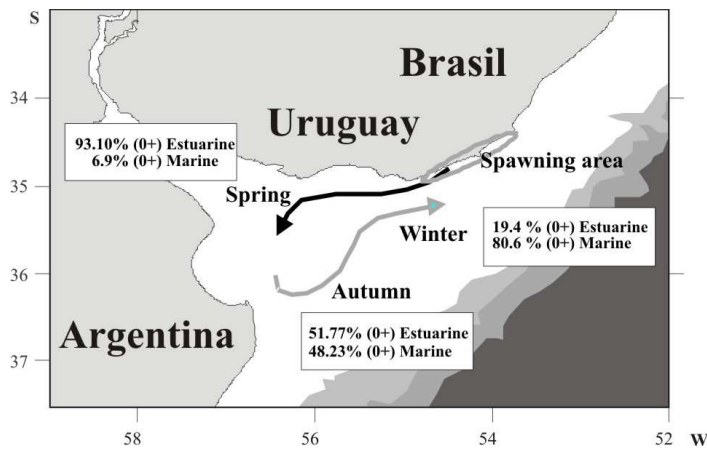 S
Brasil
34
Uruguay
93.10% (0+) Estuarine
6.9% (0+) Marine
Spawning area
35
Spring
19.4 % (0+) Estuarine
80.6 % (0+) Marine
Winter
36
Autumn
Argentina
51.77% (0+) Estuarine
48.23% (0+) Marine
37
58
56
54
52
W